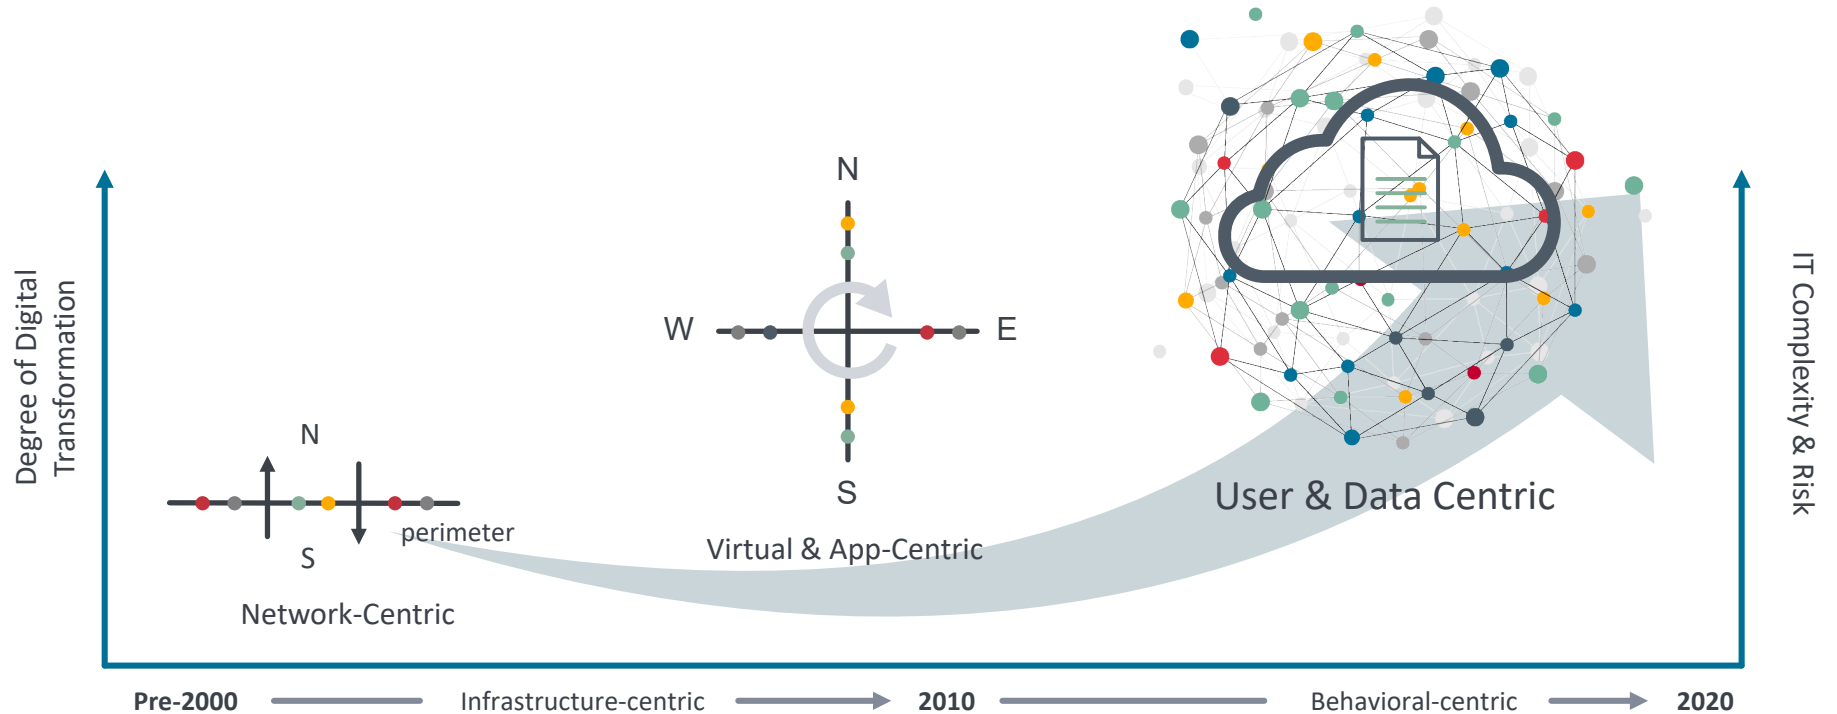 Degree of Digital
Transformation
N
perimeter
S
Network-Centric
N
W
E
S
Virtual & App-Centric
User & Data Centric
IT Complexity & Risk
Pre-2000
Infrastructure-centric
2010
Behavioral-centric
2020